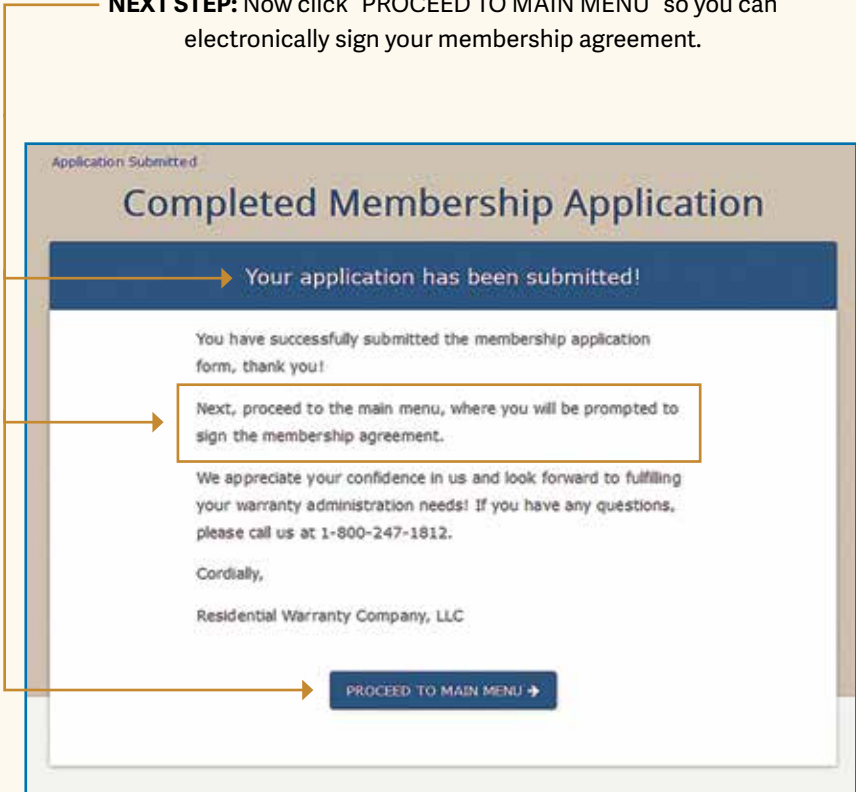 NEXT STEP: Now click "PROCEED TO MAIN MENU" so you can
electronically sign your membership agreement.
Application Submitted
Completed Membership Application
Your application has been submitted!
You have successfully submitted the membership application
form, thank you!
Next, proceed to the main menu, where you will be prompted to
sign the membership agreement.
We appreciate your confidence in us and look forward to fulfilling
your warranty administration needs! If you have any questions,
please call us at 1-800-247-1812.
Cordially,
Residential Warranty Company, LLC
PROCEED TO MAIN MENU →